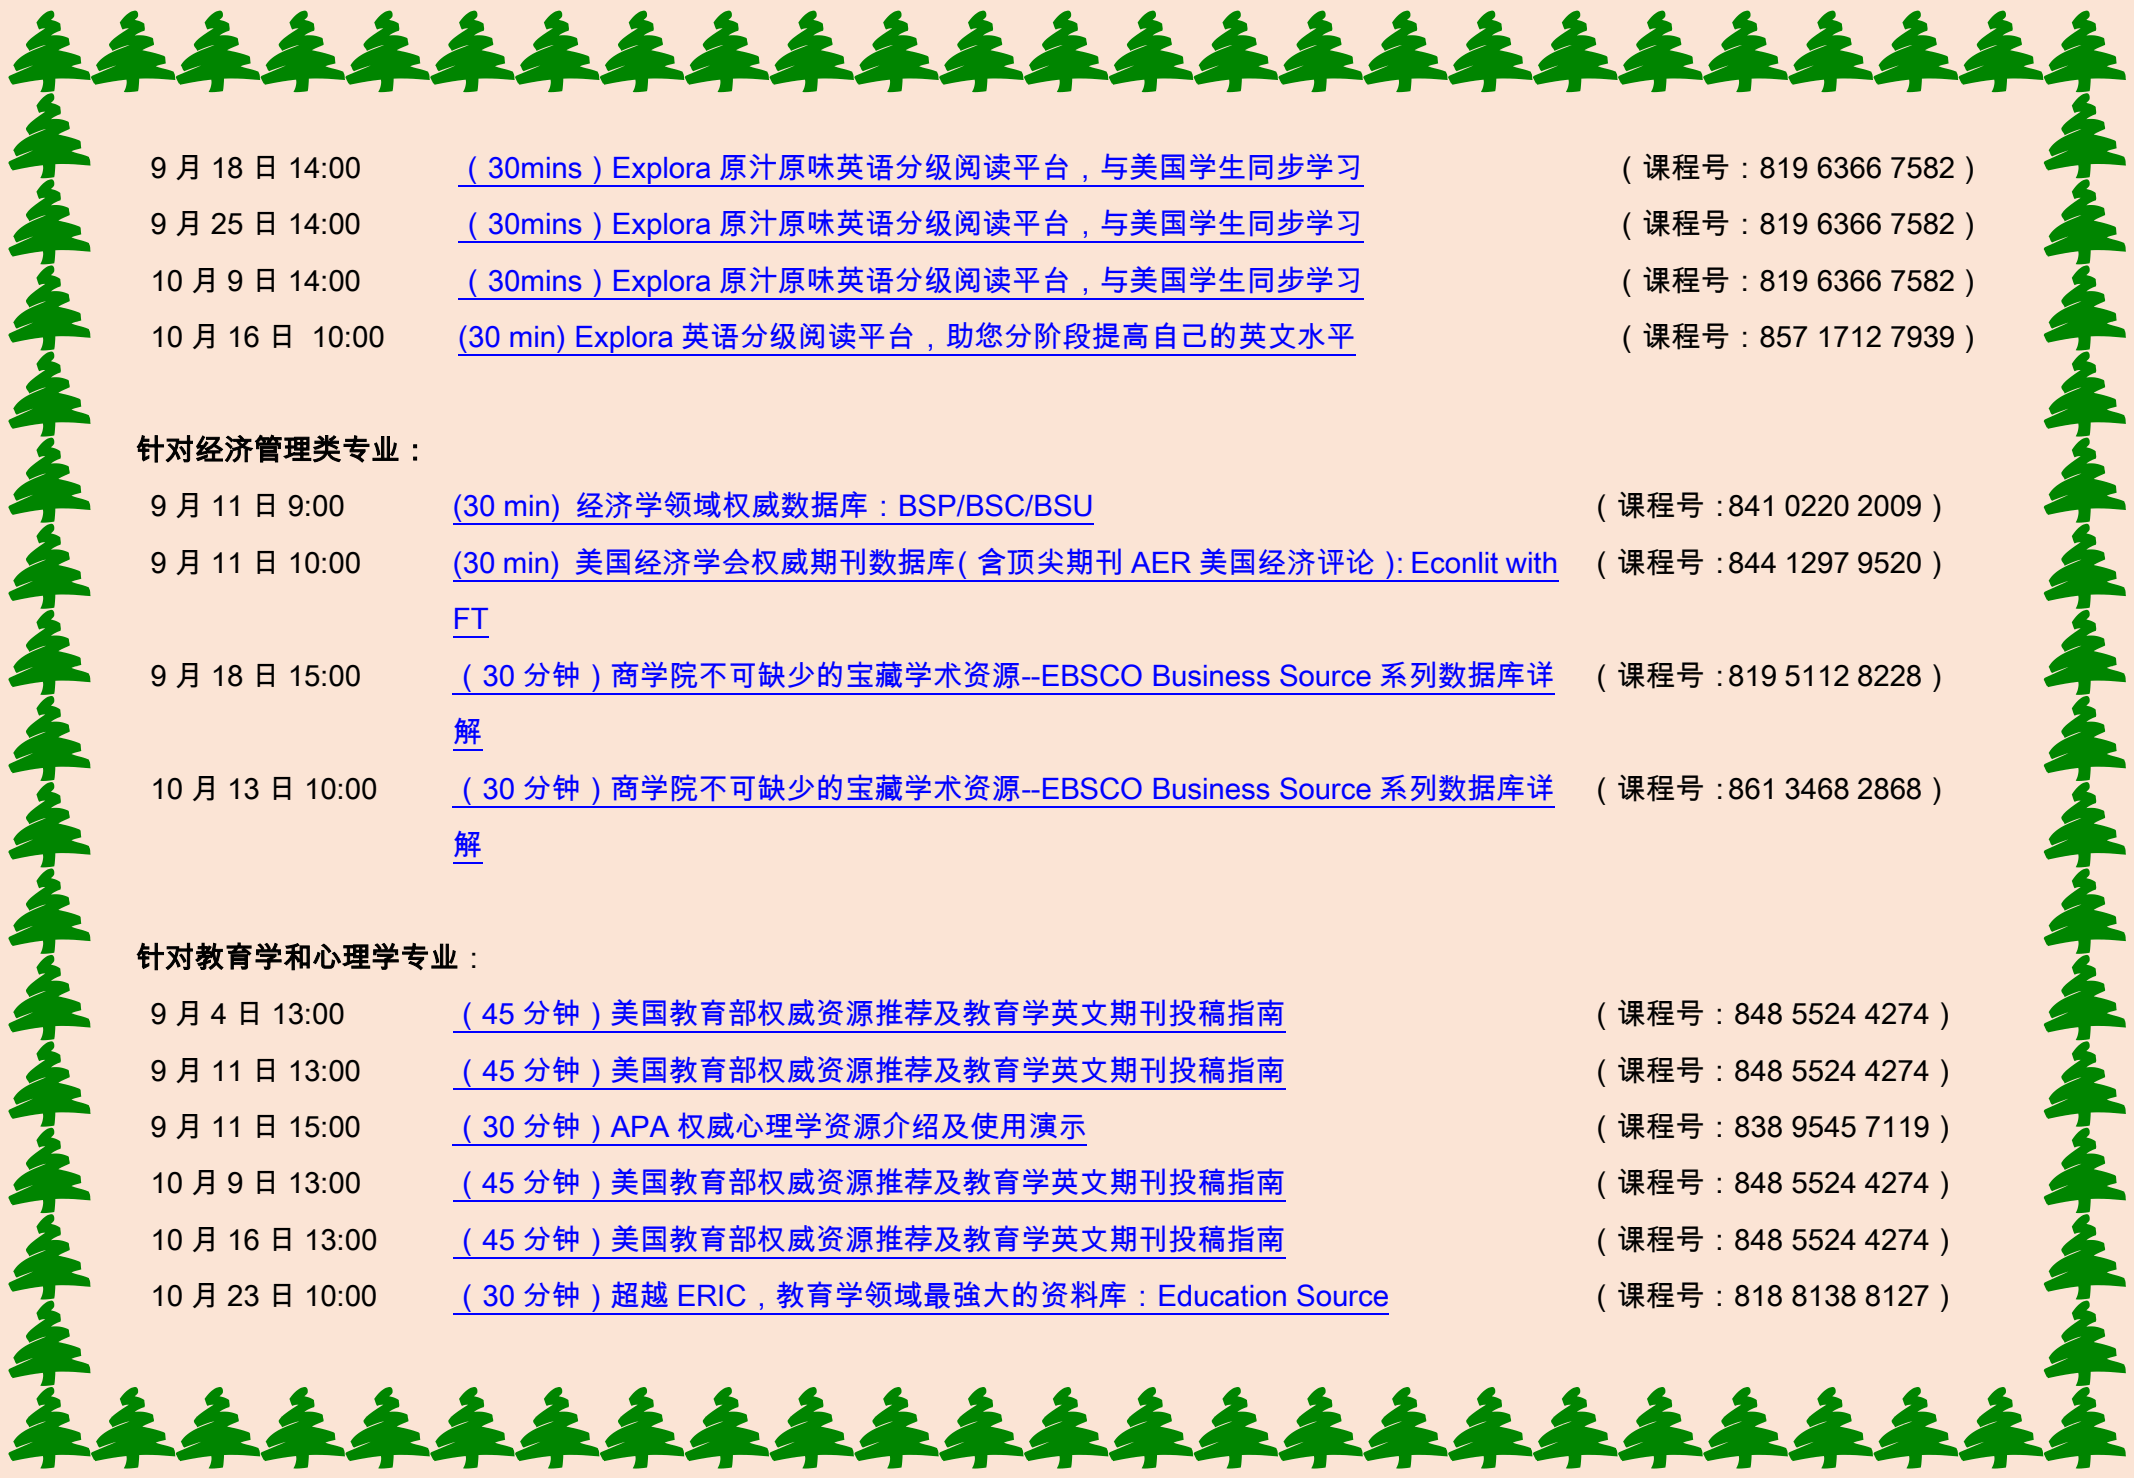 9 月 18 日 14:00 （30mins）Explora 原汁原味英语分级阅读平台，与美国学生同步学习 （课程号：819 6366 7582）
9 月 25 日 14:00 （30mins）Explora 原汁原味英语分级阅读平台，与美国学生同步学习 （课程号：819 6366 7582）
10 月 9 日 14:00 （30mins）Explora 原汁原味英语分级阅读平台，与美国学生同步学习 （课程号：819 6366 7582）
10 月 16 日 10:00 (30 min) Explora 英语分级阅读平台，助您分阶段提高自己的英文水平 （课程号：857 1712 7939）
针对经济管理类专业：
9 月 11 日 9:00 (30 min) 经济学领域权威数据库：BSP/BSC/BSU （课程号：841 0220 2009）
9 月 11 日 10:00 (30 min) 美国经济学会权威期刊数据库（含顶尖期刊 AER 美国经济评论）: Econlit with （课程号：844 1297 9520）
FT
9 月 18 日 15:00 （30 分钟）商学院不可缺少的宝藏学术资源--EBSCO Business Source 系列数据库详 （课程号：819 5112 8228）
解
10 月 13 日 10:00 （30 分钟）商学院不可缺少的宝藏学术资源--EBSCO Business Source 系列数据库详 （课程号：861 3468 2868）
解
针对教育学和心理学专业：
9 月 4 日 13:00 （45 分钟）美国教育部权威资源推荐及教育学英文期刊投稿指南 （课程号：848 5524 4274）
9 月 11 日 13:00 （45 分钟）美国教育部权威资源推荐及教育学英文期刊投稿指南 （课程号：848 5524 4274）
9 月 11 日 15:00 （30 分钟）APA 权威心理学资源介绍及使用演示 （课程号：838 9545 7119）
10 月 9 日 13:00 （45 分钟）美国教育部权威资源推荐及教育学英文期刊投稿指南 （课程号：848 5524 4274）
10 月 16 日 13:00 （45 分钟）美国教育部权威资源推荐及教育学英文期刊投稿指南 （课程号：848 5524 4274）
10 月 23 日 10:00 （30 分钟）超越 ERIC，教育学领域最強大的资料库：Education Source （课程号：818 8138 8127）